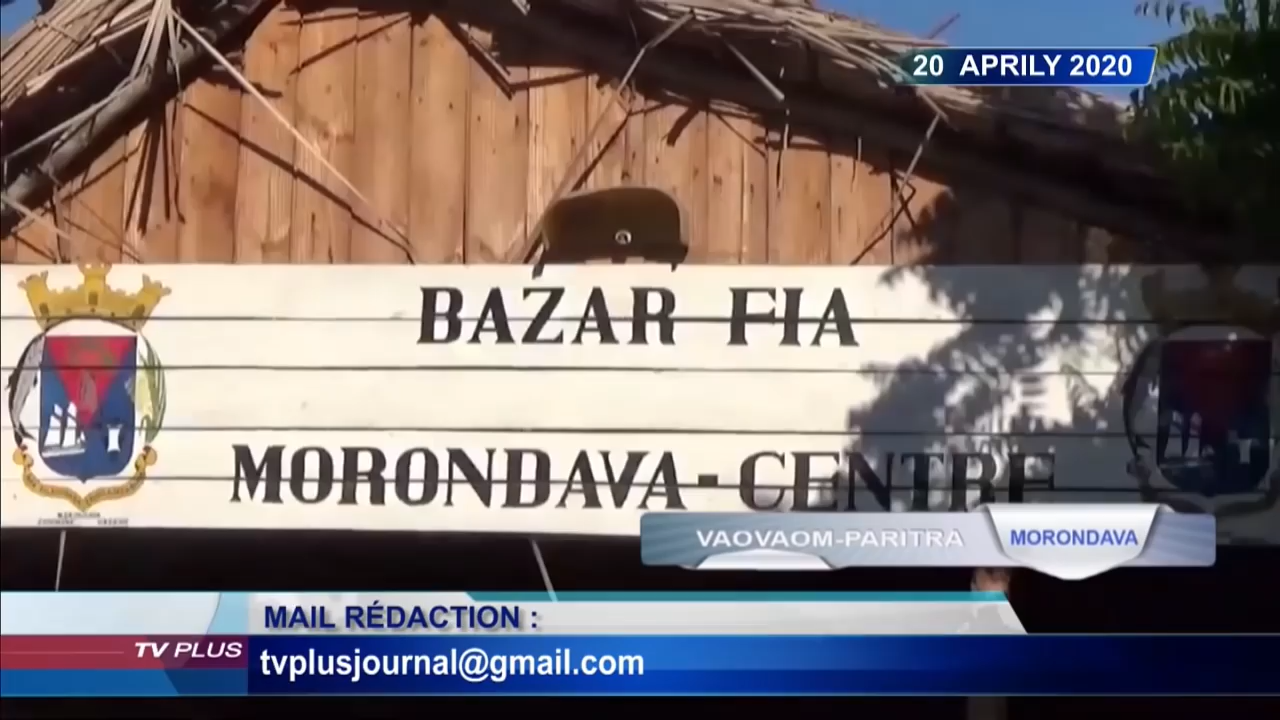 20 APRILY 2020
BAZAR FIA
MORONDAVA-CENTRE
VAOVAOM-PARITRA
MORONDAVA
MAIL RÉDACTION :
TV PLUS
tvplusjournal@gmail.com